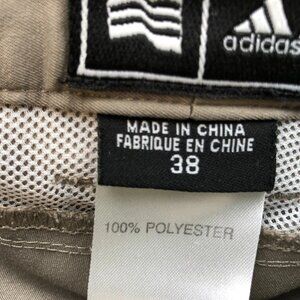 adidas
MADE IN CHINA
FABRIQUE EN CHINE
38
100% POLYESTER